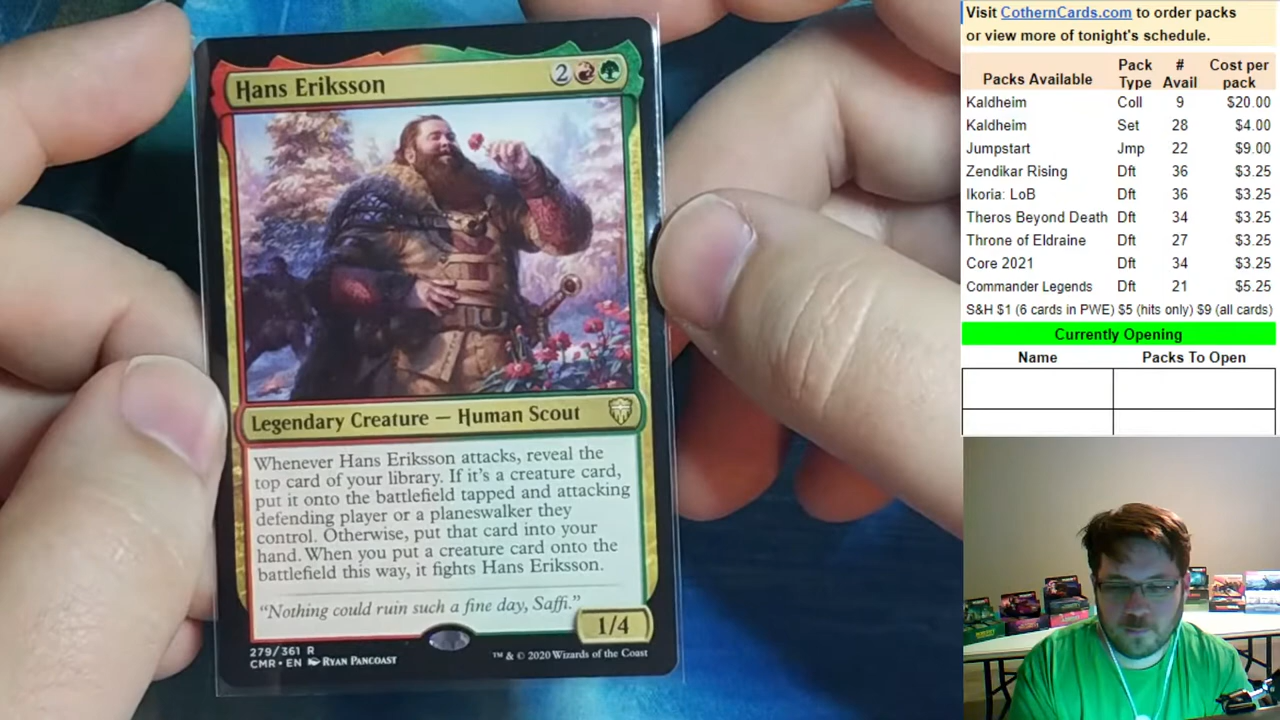 Hans Eriksson
2
Legendary Creature — Human Scout
Whenever Hans Eriksson attacks, reveal the
top card of your library. If it's a creature card,
put it onto the battlefield tapped and attacking
defending player or a planeswalker they
control. Otherwise, put that card into your
hand. When you put a creature card onto the
battlefield this way, it fights Hans Eriksson.
"Nothing could ruin such a fine day, Saffi."
1/4
279/361 R
CMR • EN RYAN PANCOAST
™ & © 2020 Wizards of the Coast
Visit CothernCards.com to order packs
or view more of tonight's schedule.
Packs Available Pack Type # Avail Cost per pack
Kaldheim Coll 9 $20.00
Kaldheim Set 28 $4.00
Jumpstart Jmp 22 $9.00
Zendikar Rising Dft 36 $3.25
Ikoria: LoB Dft 36 $3.25
Theros Beyond Death Dft 34 $3.25
Throne of Eldraine Dft 27 $3.25
Core 2021 Dft 34 $3.25
Commander Legends Dft 21 $5.25
S&H $1 (6 cards in PWE) $5 (hits only) $9 (all cards)
Currently Opening
Name Packs To Open